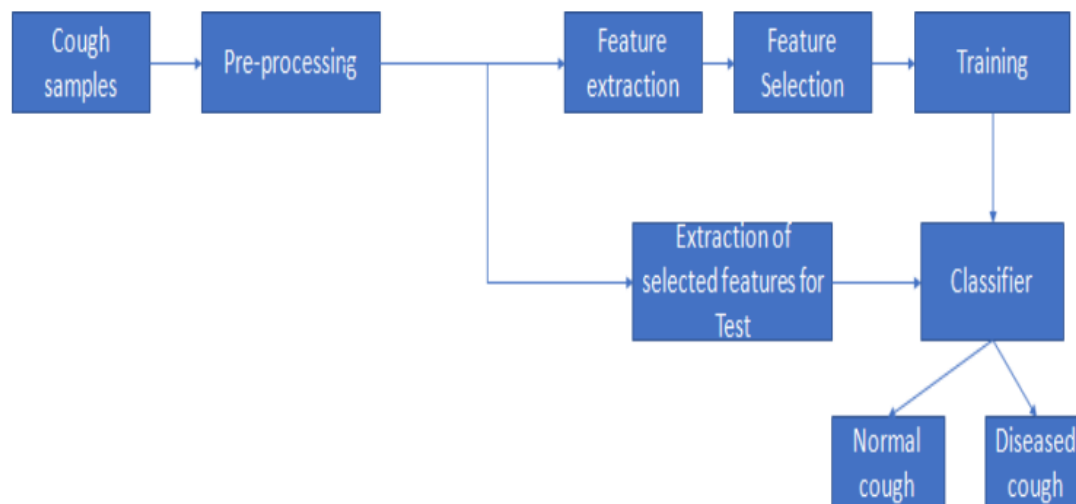 Cough
samples
Pre-processing
Feature
extraction
Feature
Selection
Training
Extraction of
selected features for
Test
Classifier
Normal
cough
Diseased
cough